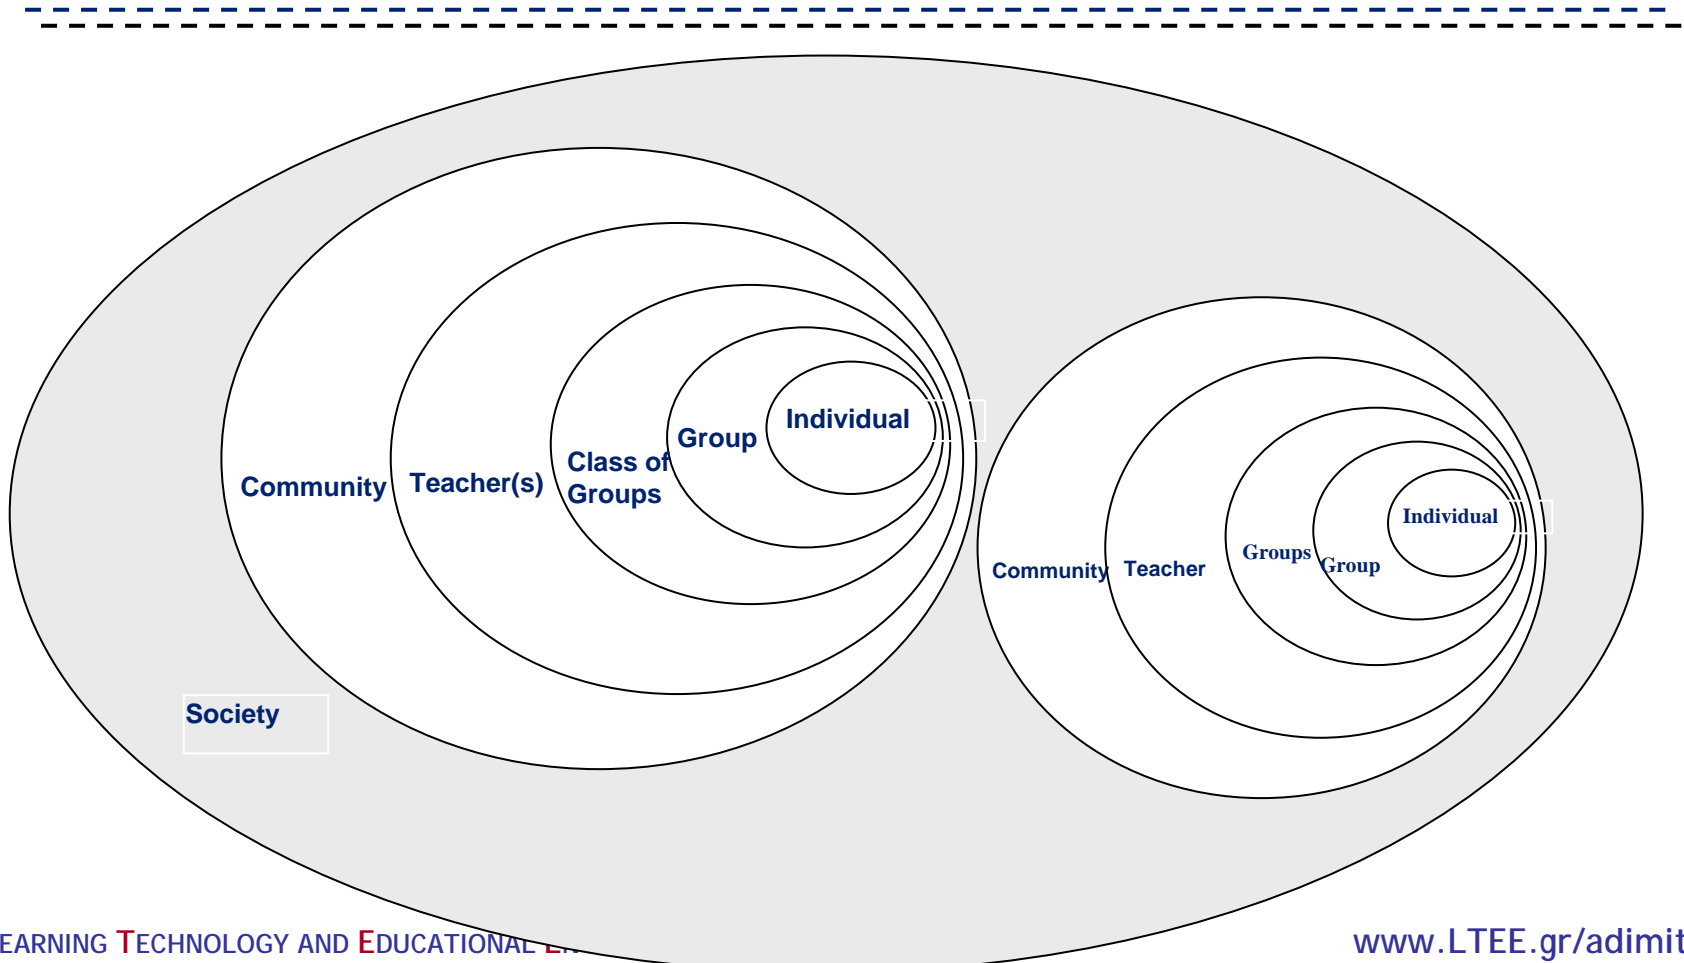 Individual
Group
Class of
Groups
Teacher(s)
Community
Individual
Groups
Group
Teacher
Community
Society
EARNING TECHNOLOGY AND EDUCATIONAL
www.LTEE.gr/adimit